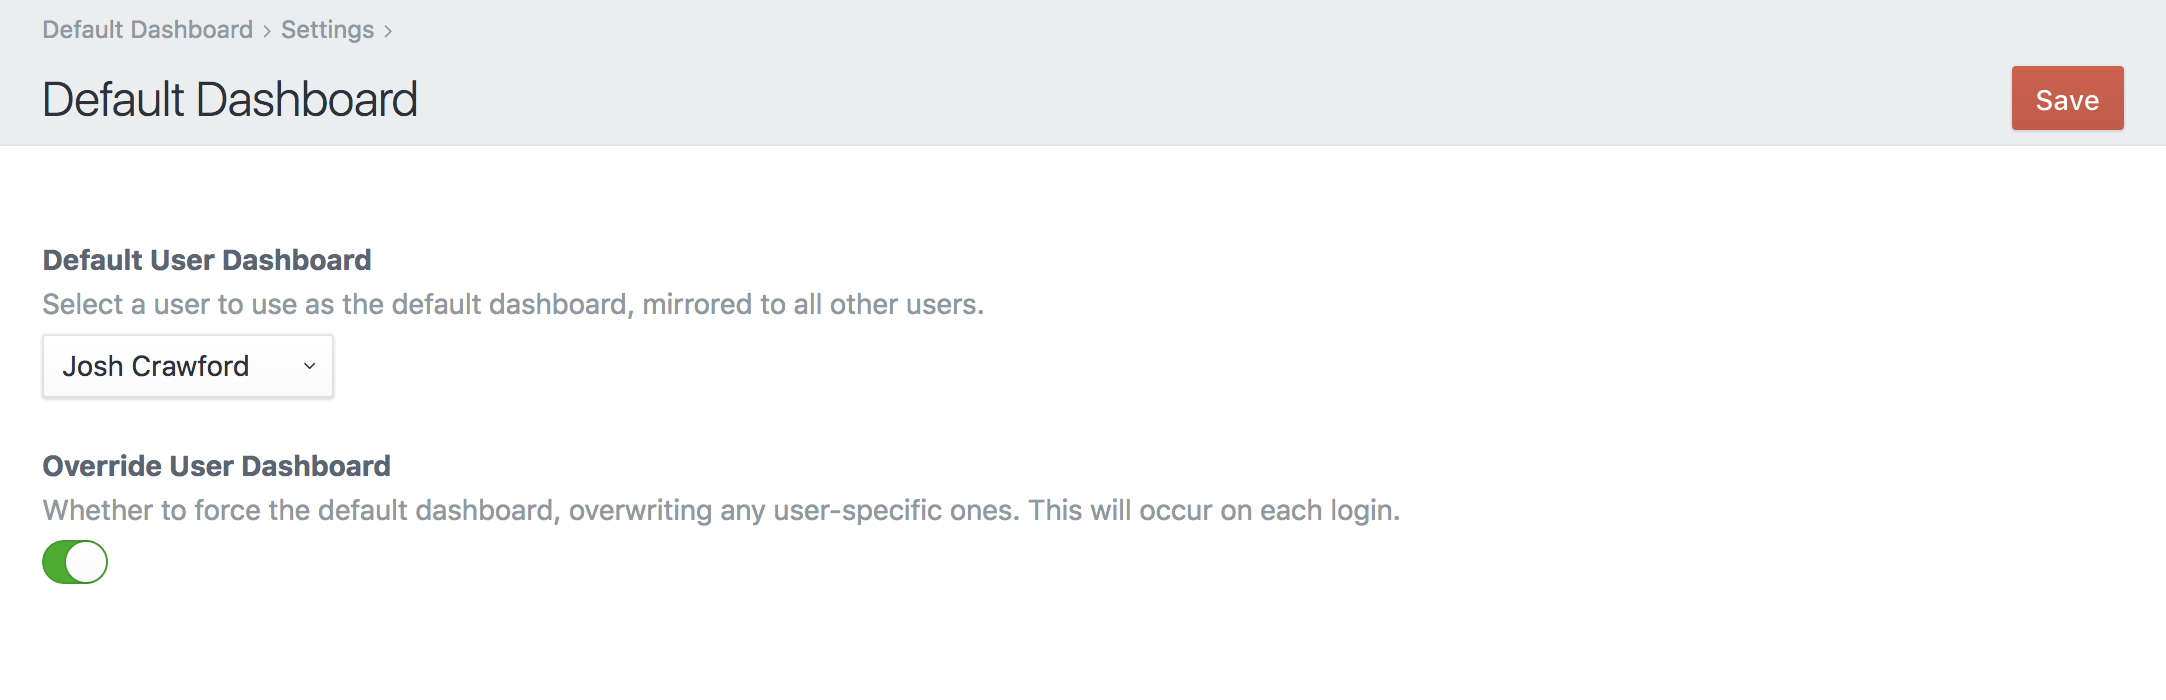 Default Dashboard › Settings ›
Default Dashboard
Save
Default User Dashboard
Select a user to use as the default dashboard, mirrored to all other users.
Josh Crawford
Override User Dashboard
Whether to force the default dashboard, overwriting any user-specific ones. This will occur on each login.